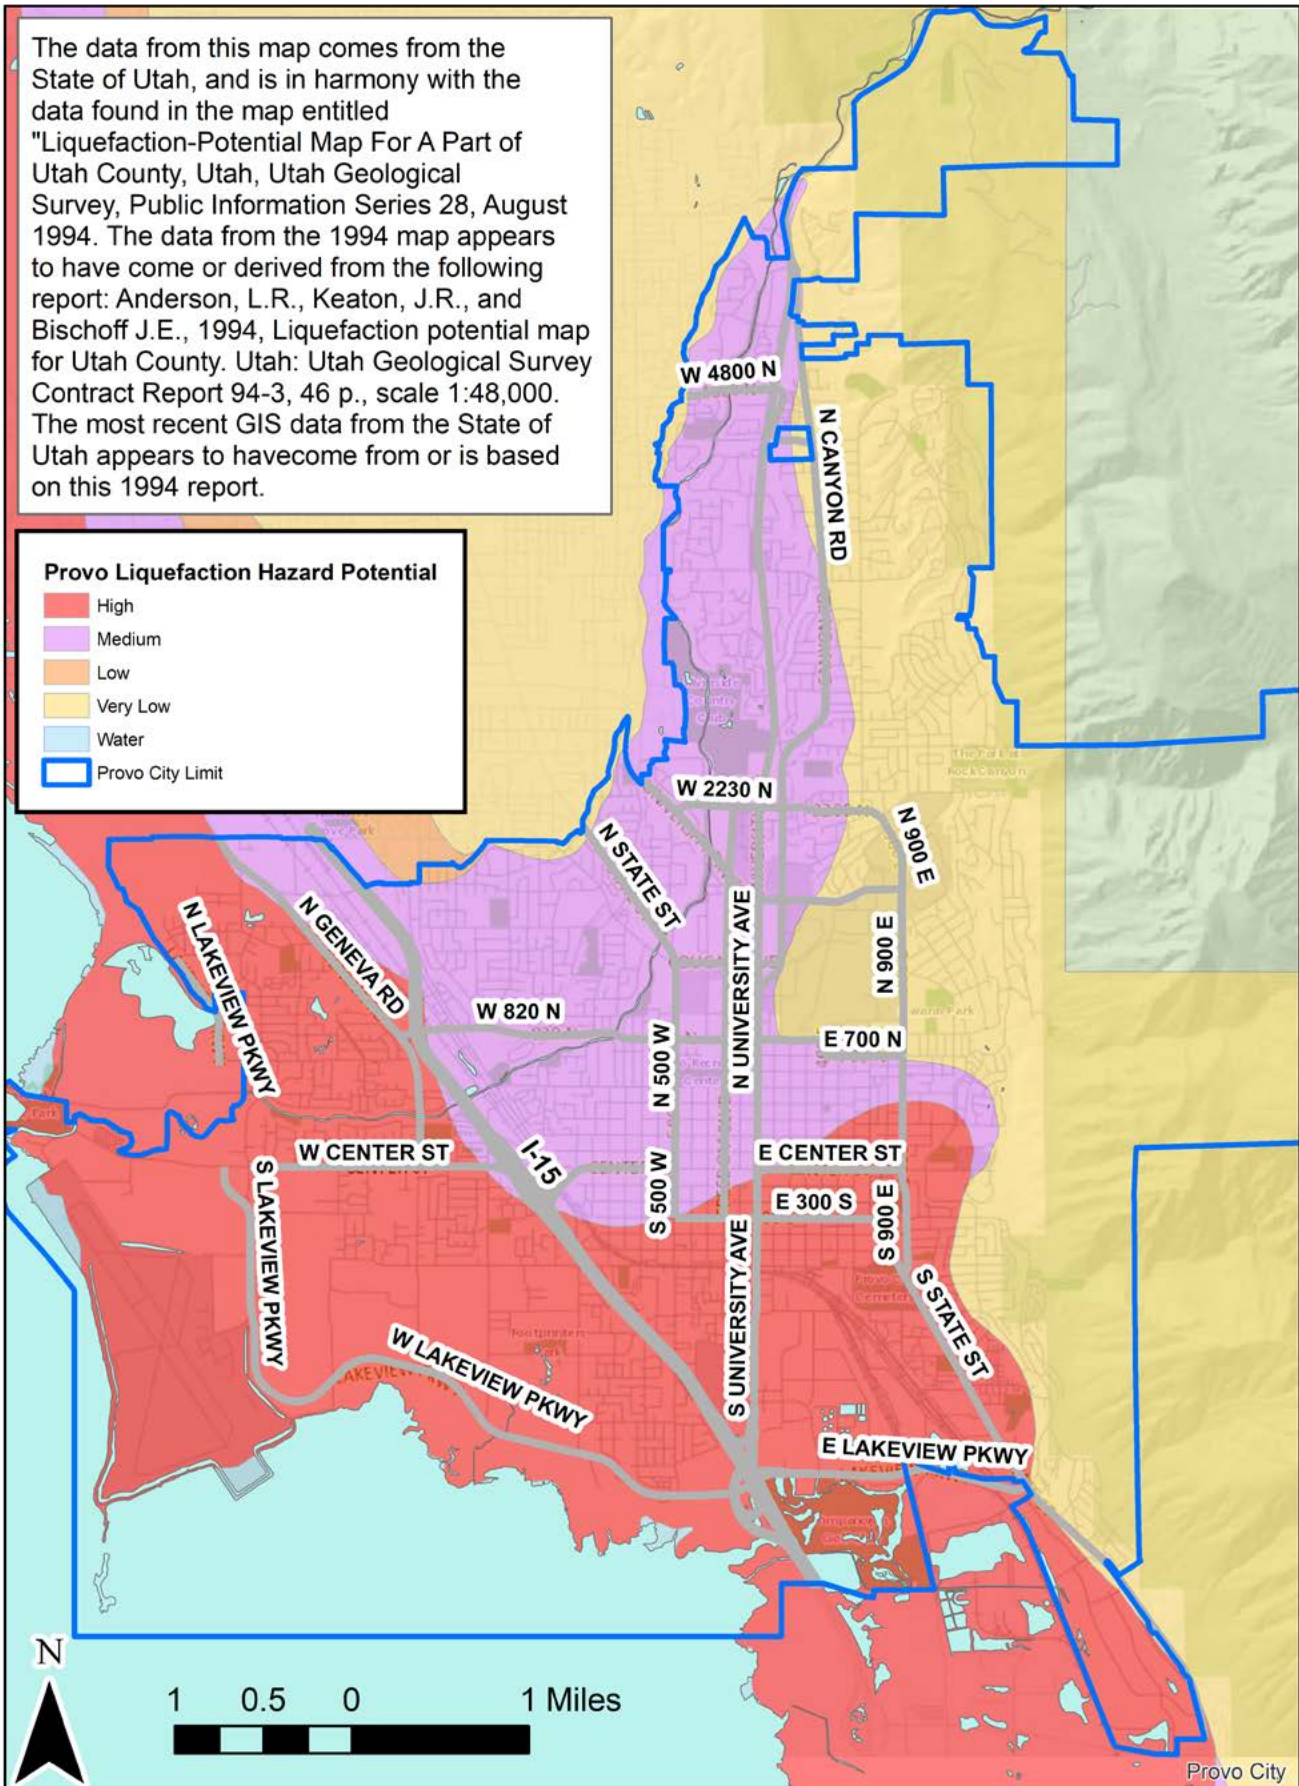 The data from this map comes from the
State of Utah, and is in harmony with the
data found in the map entitled
"Liquefaction-Potential Map For A Part of
Utah County, Utah, Utah Geological
Survey, Public Information Series 28, August
1994. The data from the 1994 map appears
to have come or derived from the following
report: Anderson, L.R., Keaton, J.R., and
Bischoff J.E., 1994, Liquefaction potential map
for Utah County. Utah: Utah Geological Survey
Contract Report 94-3, 46 p., scale 1:48,000.
The most recent GIS data from the State of
Utah appears to havecome from or is based
on this 1994 report.
Provo Liquefaction Hazard Potential
High
Medium
Low
Very Low
Water
Provo City Limit
W 4800 N
N CANYON RD
The Park at
Rock Canyon
W 2230 N
N 900 E
N STATE ST
N UNIVERSITY AVE
N 900 E
N LAKEVIEW PKWY
N GENEVA RD
W 820 N
E 700 N
N 500 W
Park
W CENTER ST
I-15
E CENTER ST
S LAKEVIEW PKWY
S 500 W
E 300 S
S 900 E
S UNIVERSITY AVE
S STATE ST
Footprinters
W LAKEVIEW PKWY
E LAKEVIEW PKWY
N
1 0.5 0 1 Miles
Provo City